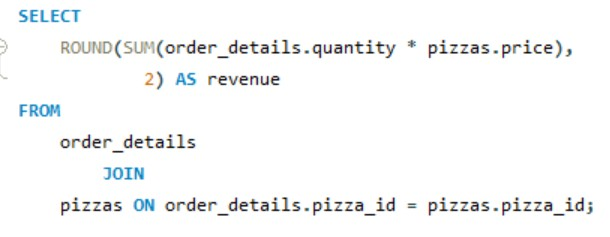 SELECT
ROUND(SUM(order_details.quantity * pizzas.price),
2) AS revenue
FROM
order_details
JOIN
pizzas ON order_details.pizza_id = pizzas.pizza_id;